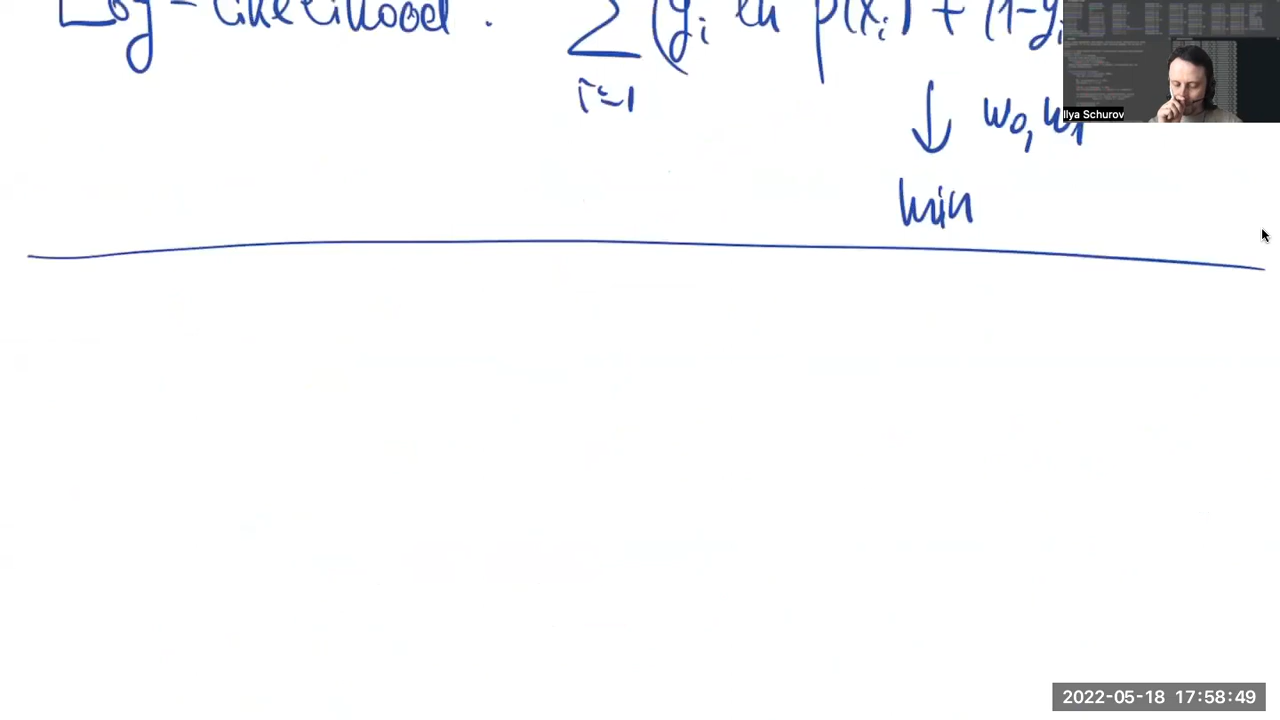 Log-likelihood : ∑ (yᵢ ln p(xᵢ) + (1-yᵢ
i=1
↓ w₀, w₁
min
Ilya Schurov
2022-05-18 17:58:49